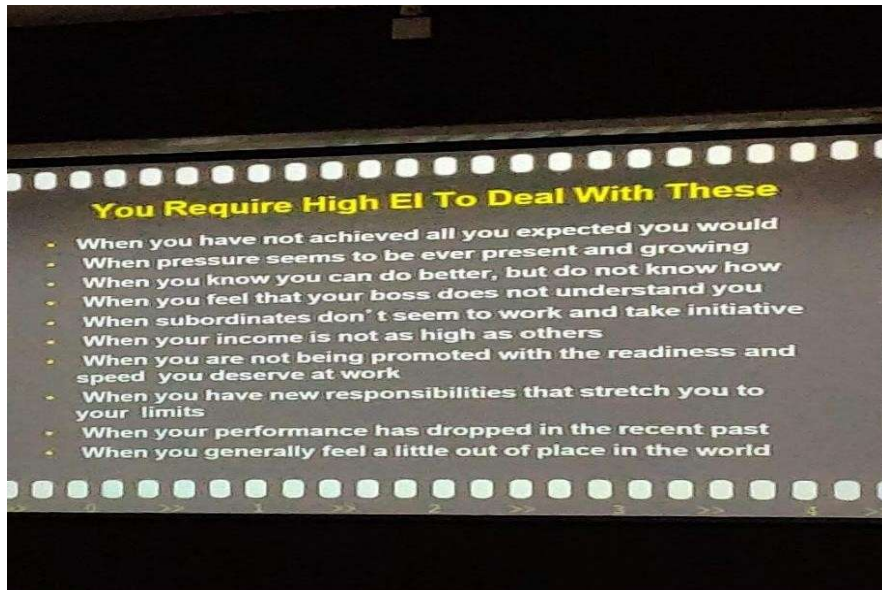 You Require High EI To Deal With These
• When you have not achieved all you expected you would
• When pressure seems to be ever present and growing
• When you know you can do better, but do not know how
• When you feel that your boss does not understand you
• When subordinates don't seem to work and take initiative
• When your income is not as high as others
• When you are not being promoted with the readiness and
speed you deserve at work
• When you have new responsibilities that stretch you to
your limits
• When your performance has dropped in the recent past
• When you generally feel a little out of place in the world
>> 0 >> 1 >> 2 >> 3 >> 4 >>